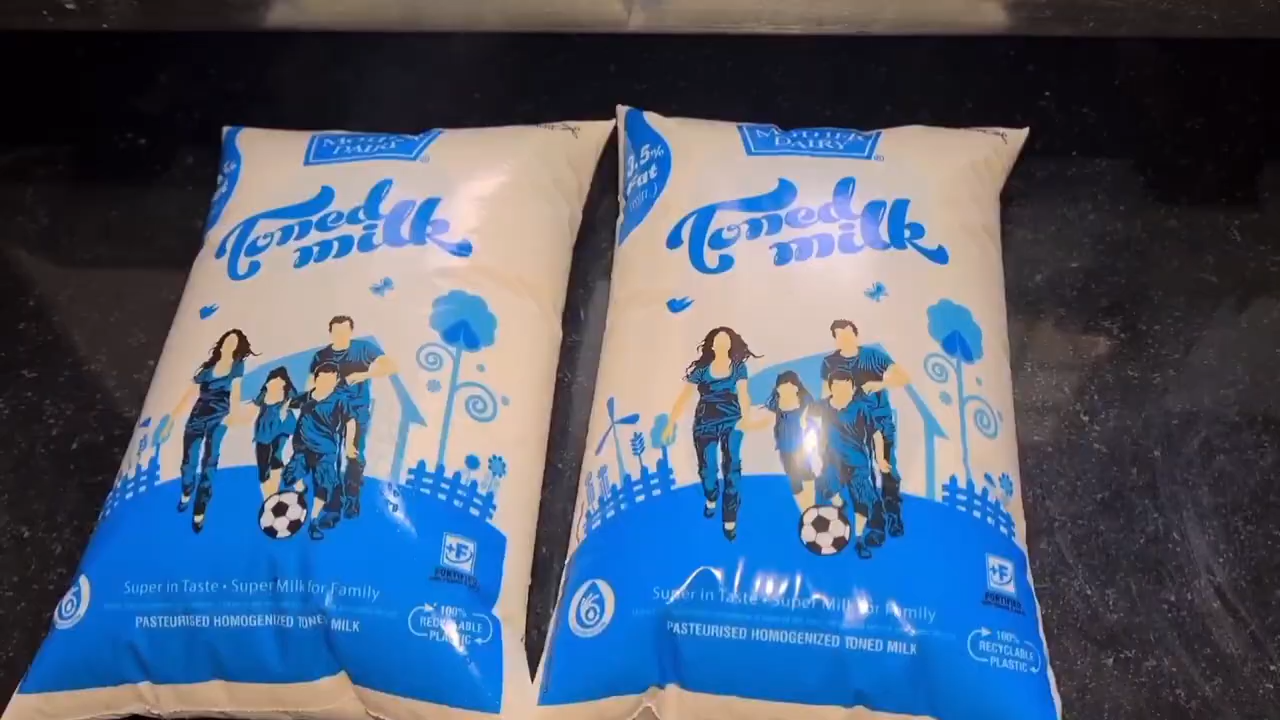 MOTHER
DAIRY
®
Toned
milk
Super in Taste • Super Milk for Family
PASTEURISED HOMOGENIZED TONED MILK
+F
FORTIFIED
100%
RECYCLABLE
PLASTIC
.5%
Fat
(min.)
MOTHER
DAIRY
®
Toned
milk
Super in Taste • Super Milk for Family
PASTEURISED HOMOGENIZED TONED MILK
+F
FORTIFIED
100%
RECYCLABLE
PLASTIC